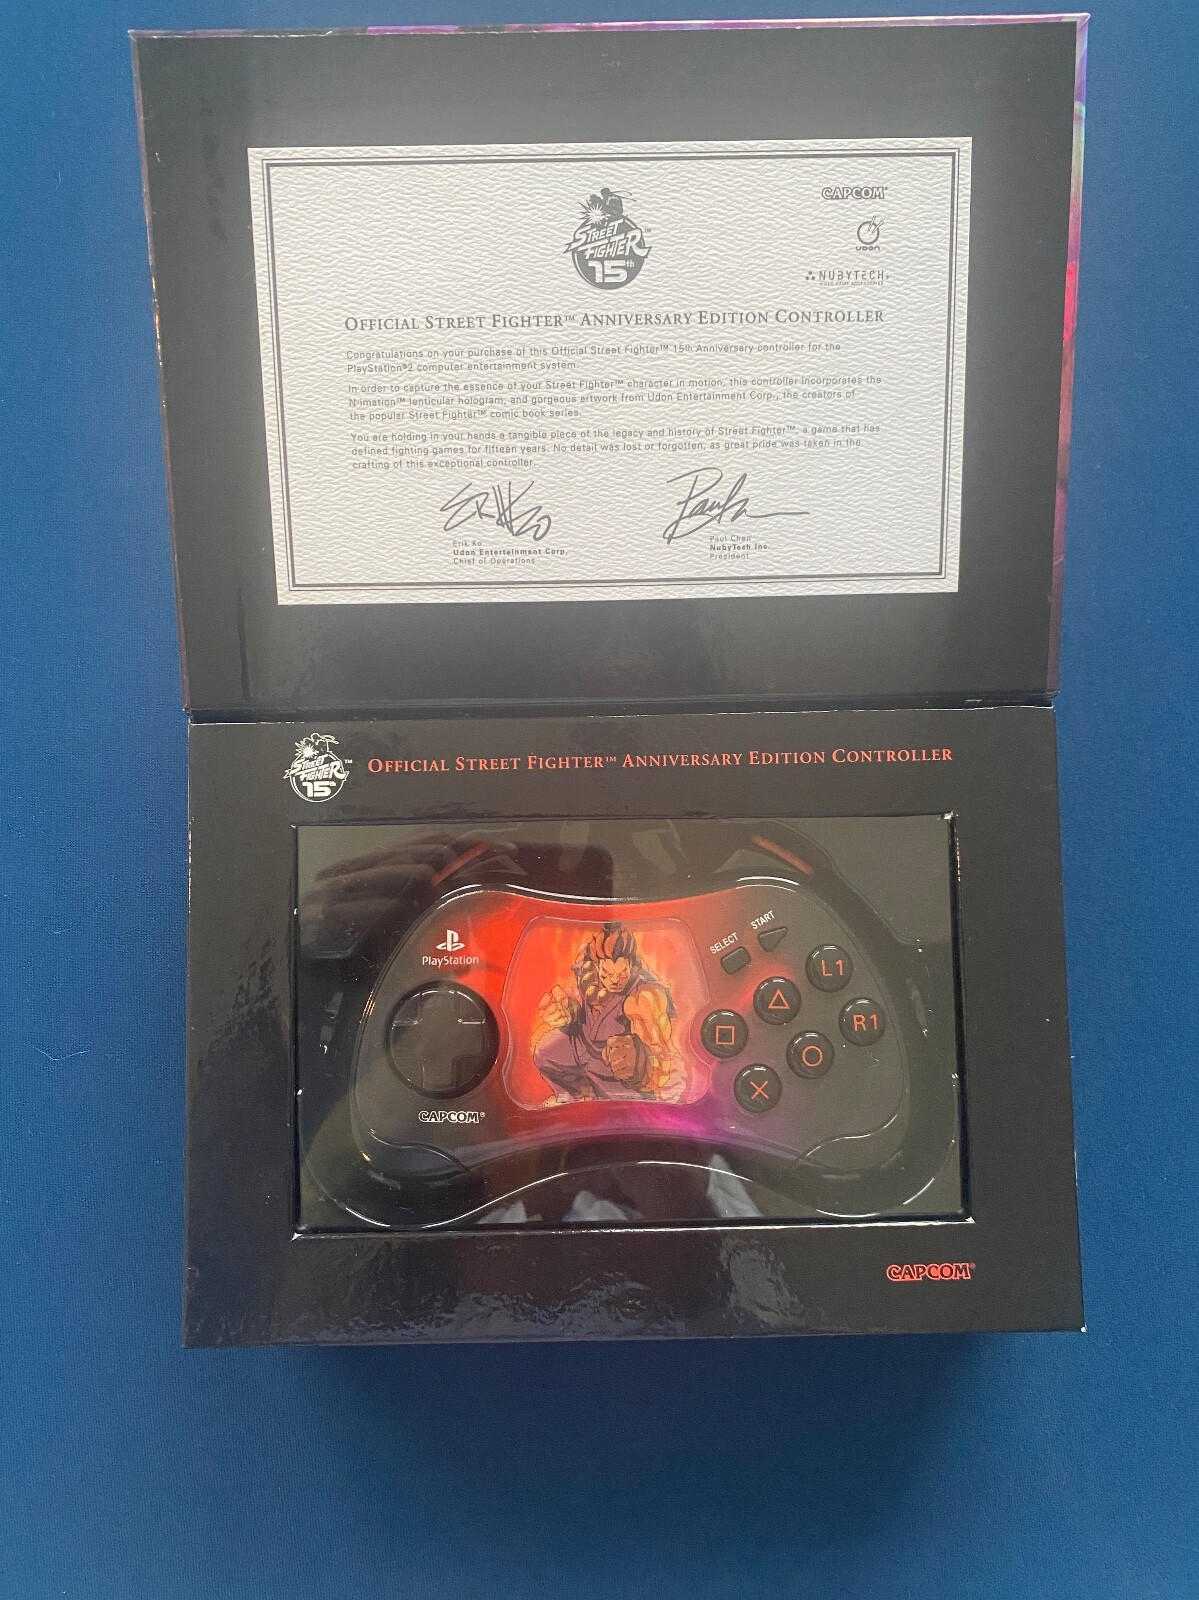 STREET FIGHTER™ 15th
CAPCOM®
UDON
NUBYTECH®
VIDEO GAME ACCESSORIES
OFFICIAL STREET FIGHTER™ ANNIVERSARY EDITION CONTROLLER
Congratulations on your purchase of this Official Street Fighter™ 15th Anniversary controller for the
PlayStation®2 computer entertainment system.
In order to capture the essence of your Street Fighter™ character in motion, this controller incorporates the
N-imation™ lenticular hologram, and gorgeous artwork from Udon Entertainment Corp., the creators of
the popular Street Fighter™ comic book series.
You are holding in your hands a tangible piece of the legacy and history of Street Fighter™, a game that has
defined fighting games for fifteen years. No detail was lost or forgotten, as great pride was taken in the
crafting of this exceptional controller.
Erik Ko
Udon Entertainment Corp.
Chief of Operations
Paul Chen
NubyTech Inc.
President
STREET FIGHTER™ 15th
OFFICIAL STREET FIGHTER™ ANNIVERSARY EDITION CONTROLLER
PlayStation
SELECT
START
L1
R1
CAPCOM®
CAPCOM®